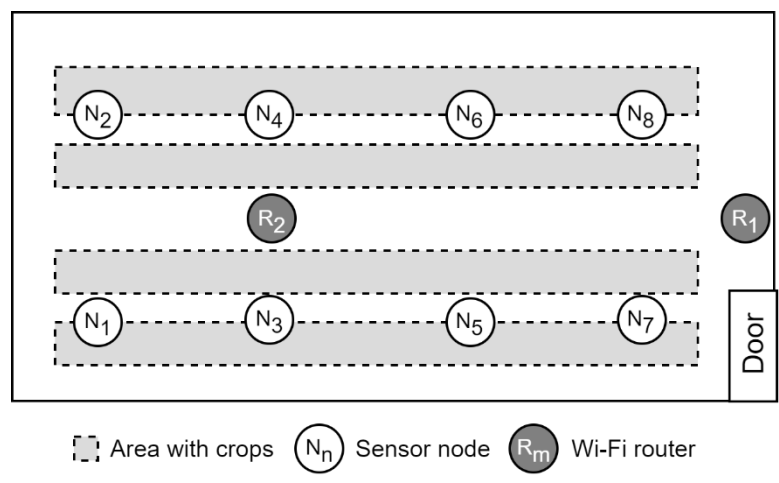 N2 N4 N6 N8
R2 R1
N1 N3 N5 N7
Door
Area with crops Nn Sensor node Rm Wi-Fi router